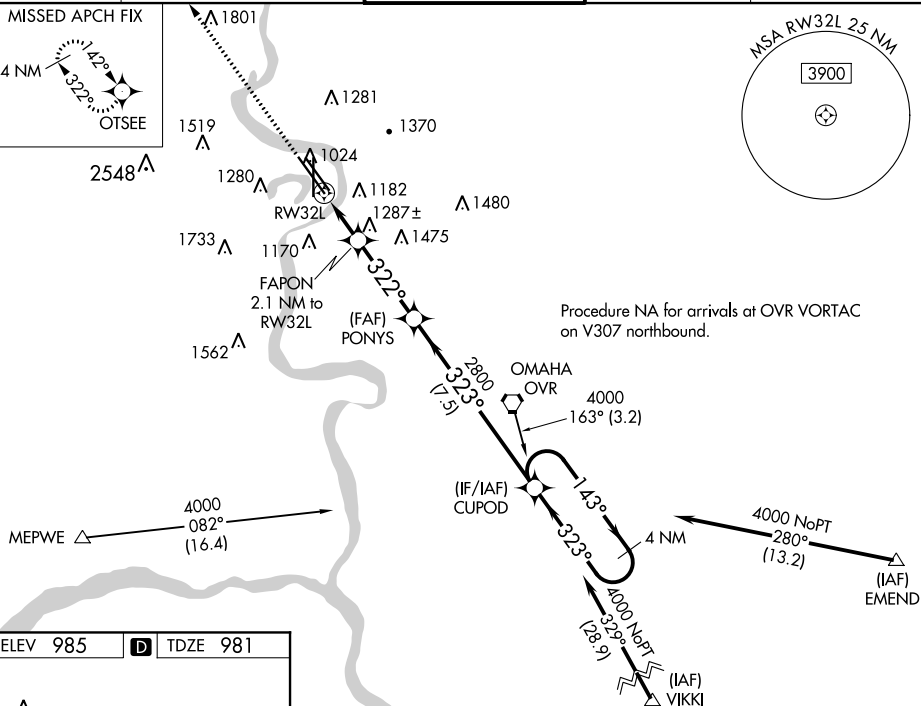 MISSED APCH FIX
4 NM
142°
322°
OTSEE
1801
MSA RW32L 25 NM
3900
1281
1370
1519
1024
2548
1280
1182
RW32L
1287±
1480
1733
1170
1475
FAPON
2.1 NM to
RW32L
322°
(FAF)
PONYS
Procedure NA for arrivals at OVR VORTAC
on V307 northbound.
1562
2800
323°
(7.5)
OMAHA
OVR
4000
163° (3.2)
(IF/IAF)
CUPOD
143°
323°
4 NM
MEPWE
4000
082°
(16.4)
4000 NoPT
280°
(13.2)
(IAF)
EMEND
4000 NoPT
329°
(28.9)
(IAF)
VIKKI
ELEV 985
D
TDZE 981